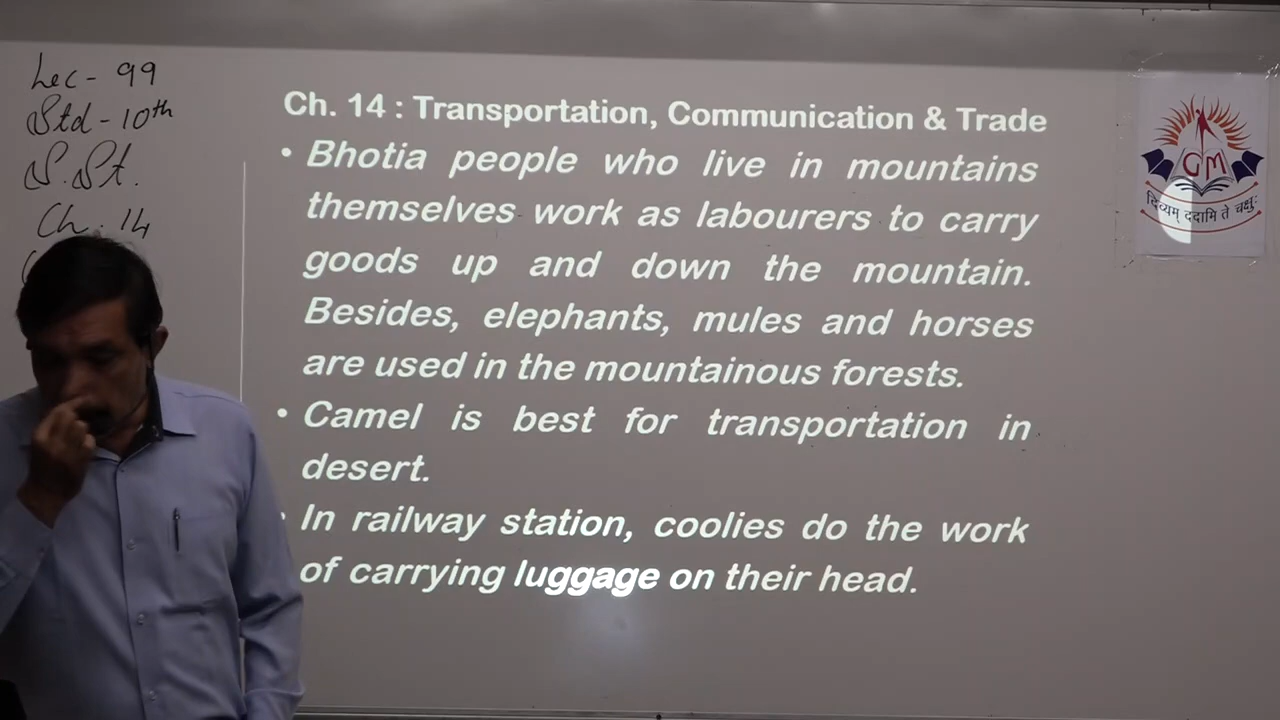 Lec - 99
Std - 10th
S.St.
Ch. 14
Ch. 14 : Transportation, Communication & Trade
• Bhotia people who live in mountains
themselves work as labourers to carry
goods up and down the mountain.
Besides, elephants, mules and horses
are used in the mountainous forests.
• Camel is best for transportation in
desert.
• In railway station, coolies do the work
of carrying luggage on their head.
GM
दिव्यम् ददामि ते चक्षुः